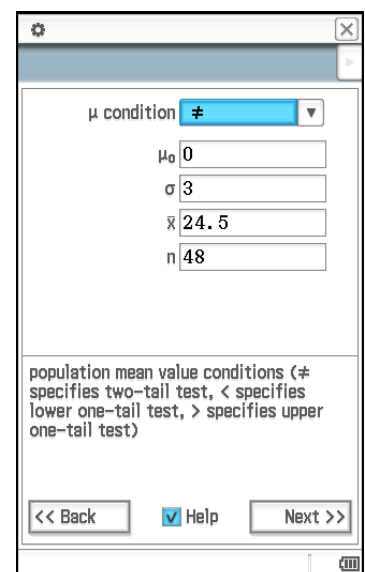 μ condition ≠
μ₀ 0
σ 3
x̄ 24.5
n 48
population mean value conditions (≠
specifies two-tail test, < specifies
lower one-tail test, > specifies upper
one-tail test)
<< Back Help Next >>